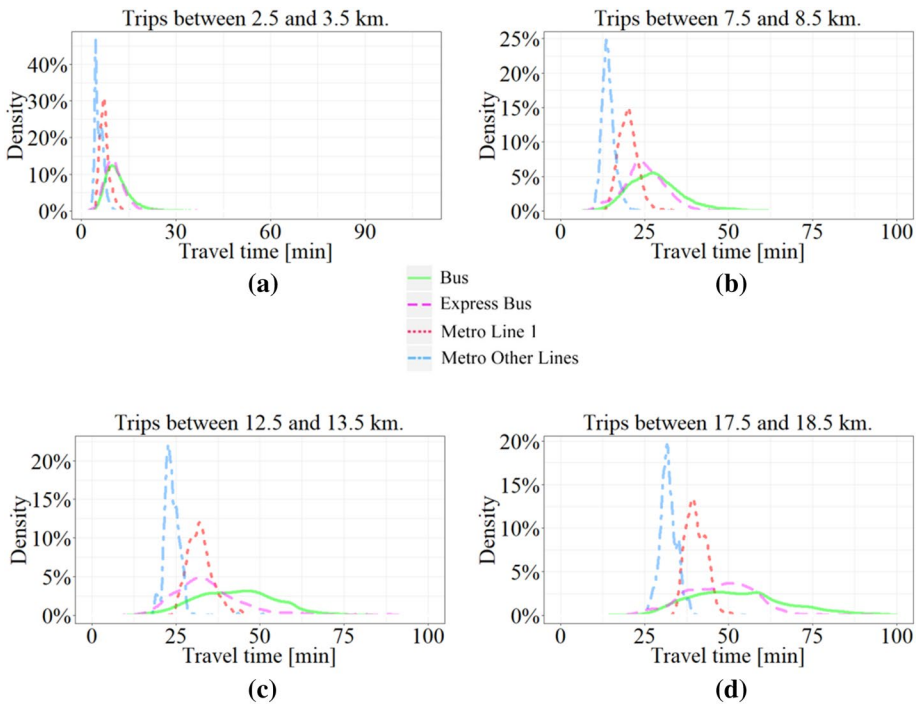 Trips between 2.5 and 3.5 km.
Density
40%
30%
20%
10%
0%
0 30 60 90
Travel time [min]
(a)
Trips between 7.5 and 8.5 km.
Density
25%
20%
15%
10%
5%
0%
0 25 50 75 100
Travel time [min]
(b)
Bus
Express Bus
Metro Line 1
Metro Other Lines
Trips between 12.5 and 13.5 km.
Density
20%
15%
10%
5%
0%
0 25 50 75 100
Travel time [min]
(c)
Trips between 17.5 and 18.5 km.
Density
20%
15%
10%
5%
0%
0 25 50 75 100
Travel time [min]
(d)